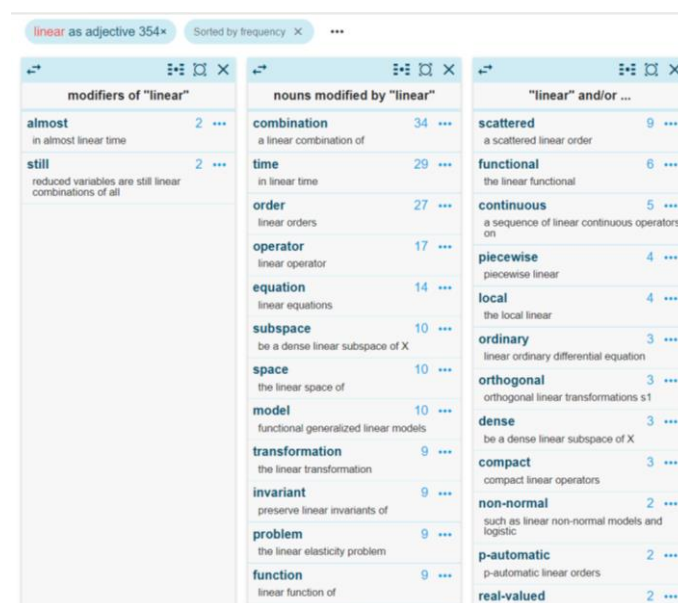 linear as adjective 354×
Sorted by frequency ×
modifiers of "linear"
almost 2
in almost linear time
still 2
reduced variables are still linear
combinations of all
nouns modified by "linear"
combination 34
a linear combination of
time 29
in linear time
order 27
linear orders
operator 17
linear operator
equation 14
linear equations
subspace 10
be a dense linear subspace of X
space 10
the linear space of
model 10
functional generalized linear models
transformation 9
the linear transformation
invariant 9
preserve linear invariants of
problem 9
the linear elasticity problem
function 9
linear function of
"linear" and/or ...
scattered 9
a scattered linear order
functional 6
the linear functional
continuous 5
a sequence of linear continuous operators
on
piecewise 4
piecewise linear
local 4
the local linear
ordinary 3
linear ordinary differential equation
orthogonal 3
orthogonal linear transformations s1
dense 3
be a dense linear subspace of X
compact 3
compact linear operators
non-normal 2
such as linear non-normal models and
logistic
p-automatic 2
p-automatic linear orders
real-valued 2